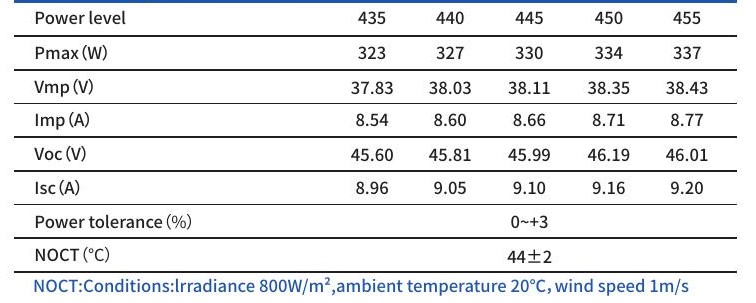 Power level 435 440 445 450 455
Pmax(W) 323 327 330 334 337
Vmp(V) 37.83 38.03 38.11 38.35 38.43
Imp(A) 8.54 8.60 8.66 8.71 8.77
Voc(V) 45.60 45.81 45.99 46.19 46.01
Isc(A) 8.96 9.05 9.10 9.16 9.20
Power tolerance(%) 0~+3
NOCT(℃) 44±2
NOCT:Conditions:lrradiance 800W/m²,ambient temperature 20℃, wind speed 1m/s